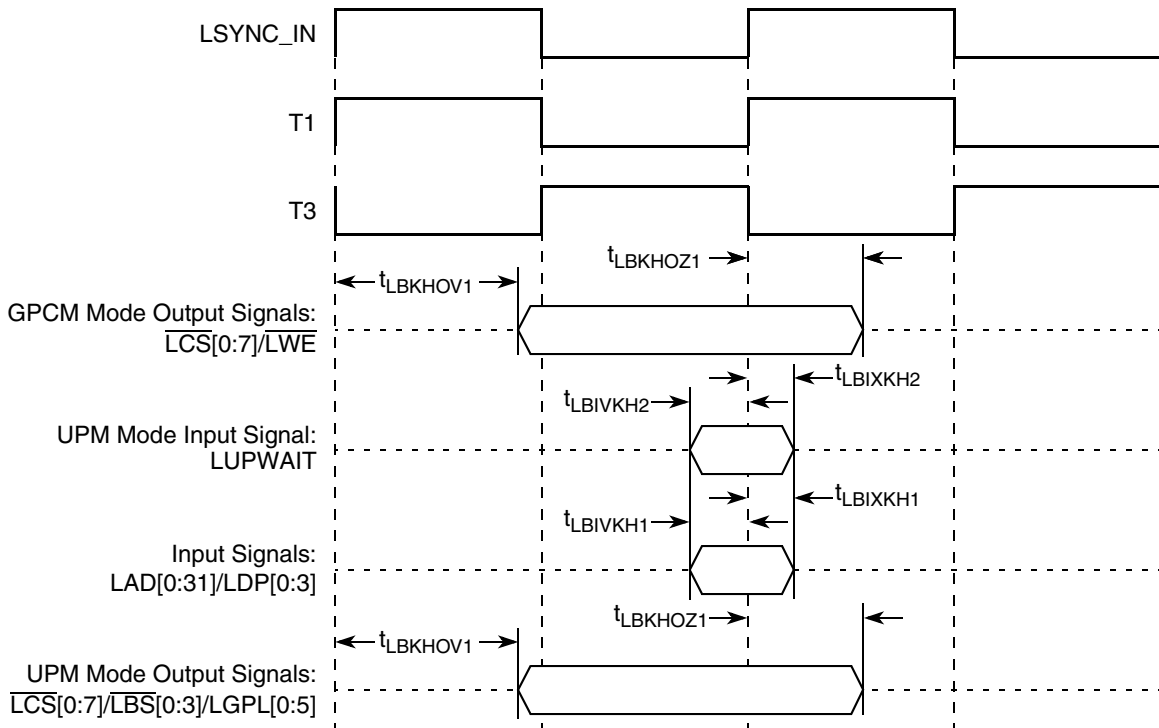 LSYNC_IN
T1
T3
tLBKHOZ1
tLBKHOV1
GPCM Mode Output Signals:
LCS[0:7]/LWE
tLBIXKH2
tLBIVKH2
UPM Mode Input Signal:
LUPWAIT
tLBIXKH1
tLBIVKH1
Input Signals:
LAD[0:31]/LDP[0:3]
tLBKHOZ1
tLBKHOV1
UPM Mode Output Signals:
LCS[0:7]/LBS[0:3]/LGPL[0:5]